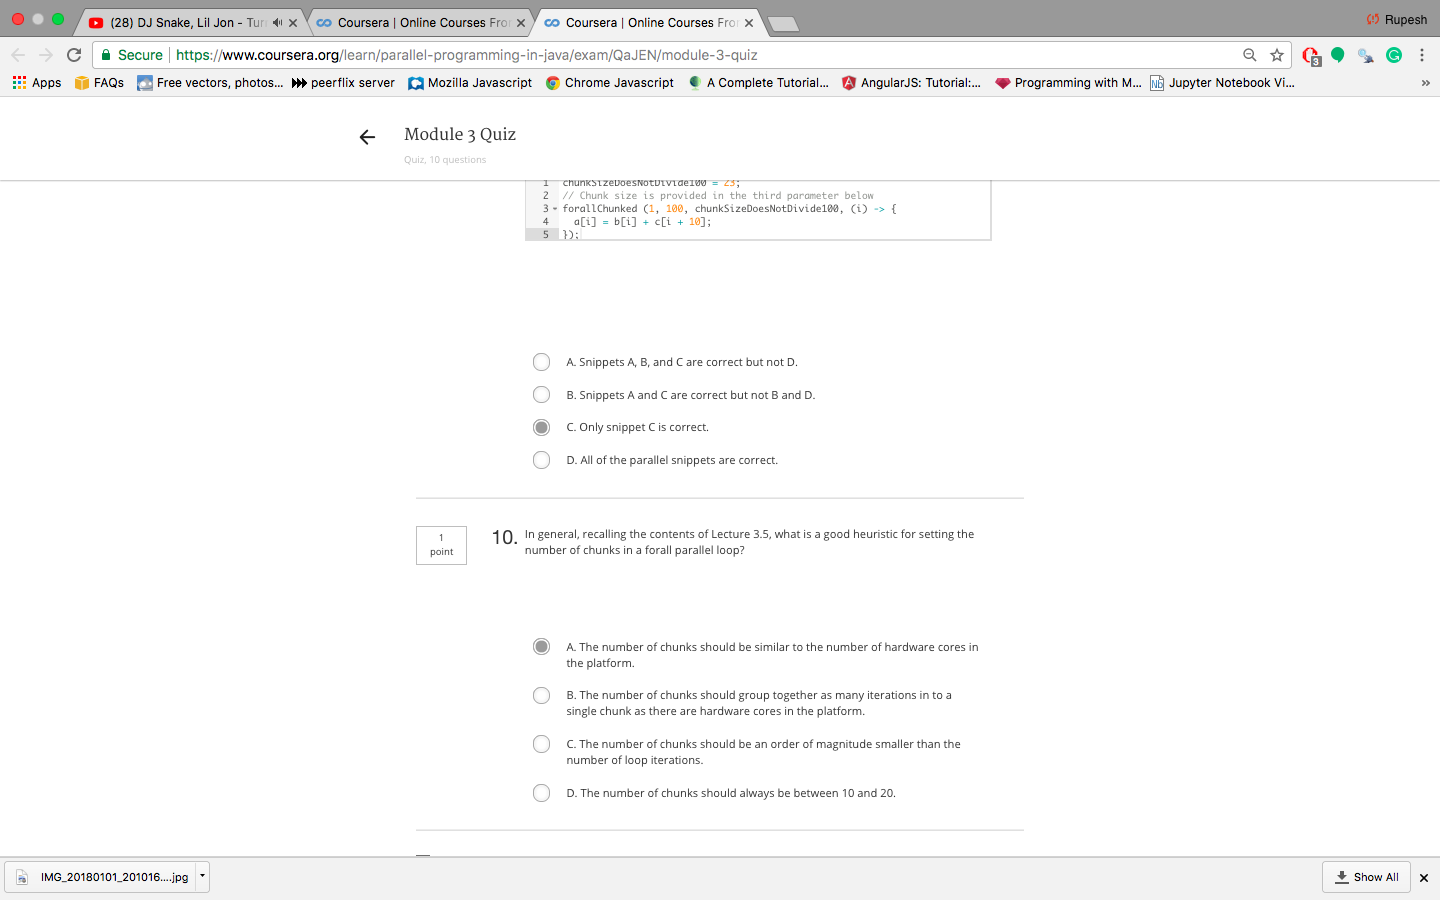 (28) DJ Snake, Lil Jon - Tur
Coursera | Online Courses Fro
Coursera | Online Courses Fro
Rupesh
Secure
https://www.coursera.org/learn/parallel-programming-in-java/exam/QaJEN/module-3-quiz
3
Apps
FAQs
Free vectors, photos...
peerflix server
Mozilla Javascript
Chrome Javascript
A Complete Tutorial...
AngularJS: Tutorial:...
Programming with M...
Jupyter Notebook Vi...
»
Module 3 Quiz
Quiz, 10 questions
1 chunkSizeDoesNotDivide100 = 23;
2 // Chunk size is provided in the third parameter below
3 forallChunked (1, 100, chunkSizeDoesNotDivide100, (i) -> {
4 a[i] = b[i] + c[i + 10];
5 });
A. Snippets A, B, and C are correct but not D.
B. Snippets A and C are correct but not B and D.
C. Only snippet C is correct.
D. All of the parallel snippets are correct.
1
point
10. In general, recalling the contents of Lecture 3.5, what is a good heuristic for setting the
number of chunks in a forall parallel loop?
A. The number of chunks should be similar to the number of hardware cores in
the platform.
B. The number of chunks should group together as many iterations in to a
single chunk as there are hardware cores in the platform.
C. The number of chunks should be an order of magnitude smaller than the
number of loop iterations.
D. The number of chunks should always be between 10 and 20.
IMG_20180101_201016....jpg
Show All